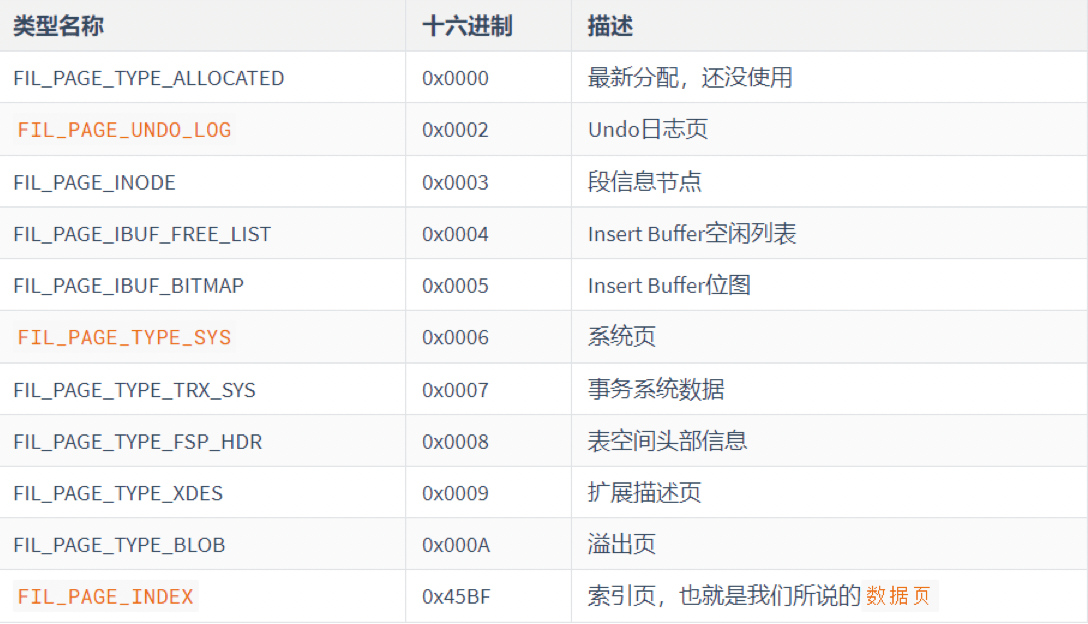 类型名称 十六进制 描述
FIL_PAGE_TYPE_ALLOCATED 0x0000 最新分配，还没使用
FIL_PAGE_UNDO_LOG 0x0002 Undo日志页
FIL_PAGE_INODE 0x0003 段信息节点
FIL_PAGE_IBUF_FREE_LIST 0x0004 Insert Buffer空闲列表
FIL_PAGE_IBUF_BITMAP 0x0005 Insert Buffer位图
FIL_PAGE_TYPE_SYS 0x0006 系统页
FIL_PAGE_TYPE_TRX_SYS 0x0007 事务系统数据
FIL_PAGE_TYPE_FSP_HDR 0x0008 表空间头部信息
FIL_PAGE_TYPE_XDES 0x0009 扩展描述页
FIL_PAGE_TYPE_BLOB 0x000A 溢出页
FIL_PAGE_INDEX 0x45BF 索引页，也就是我们所说的数据页